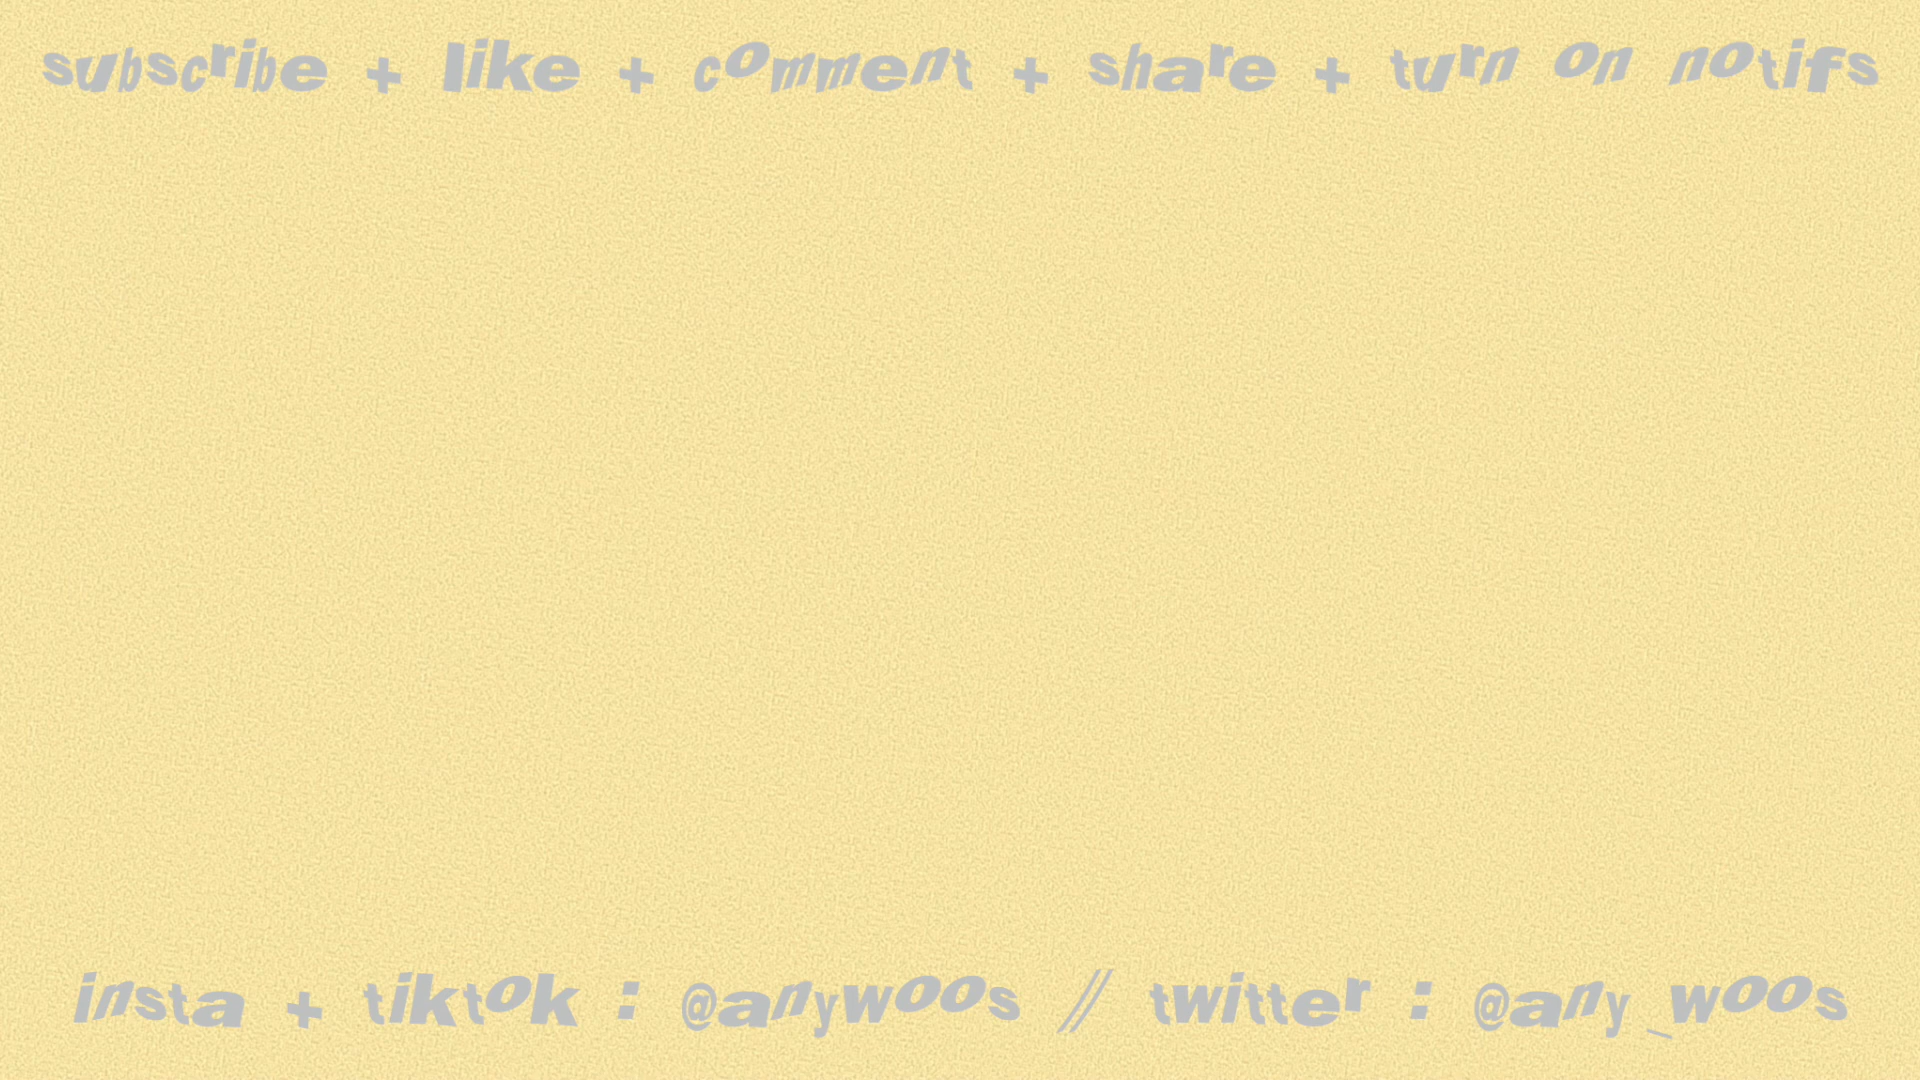 subscribe + like + comment + share + turn on notifs
insta + tiktok : @anywoos // twitter : @any_woos